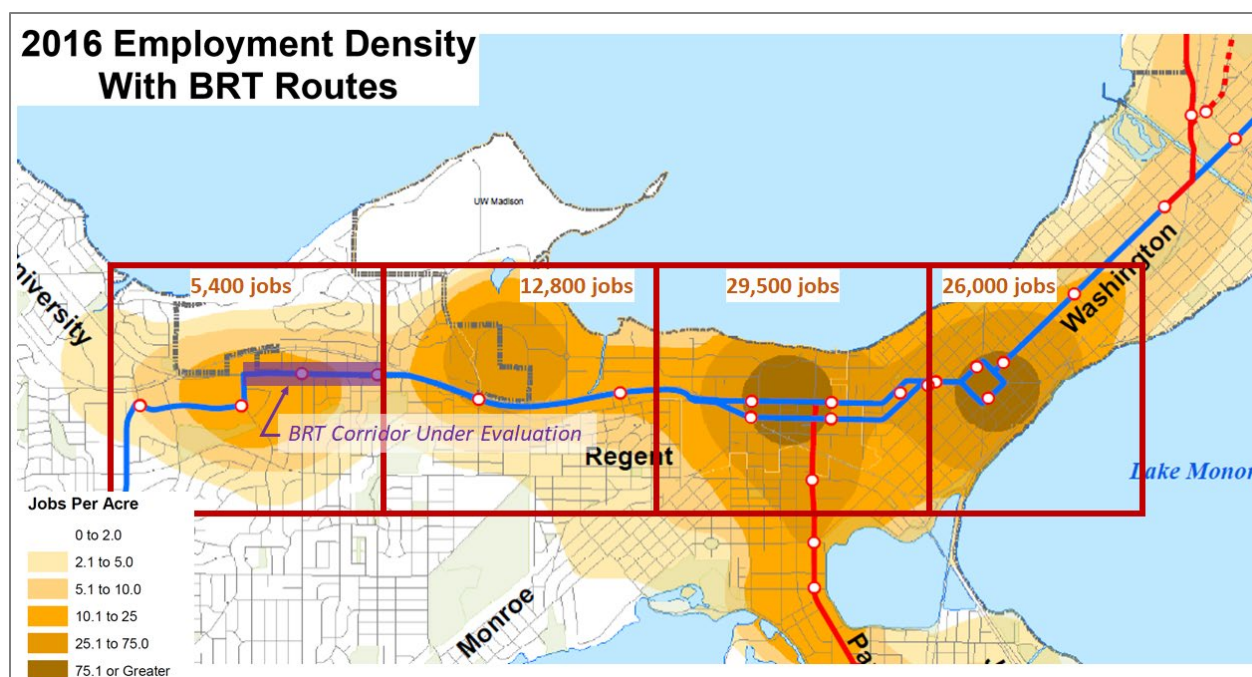 2016 Employment Density
With BRT Routes
UW Madison
University
5,400 jobs
12,800 jobs
29,500 jobs
26,000 jobs
Washington
BRT Corridor Under Evaluation
Regent
Lake Monon
Monroe
Jobs Per Acre
0 to 2.0
2.1 to 5.0
5.1 to 10.0
10.1 to 25
25.1 to 75.0
75.1 or Greater
Pa